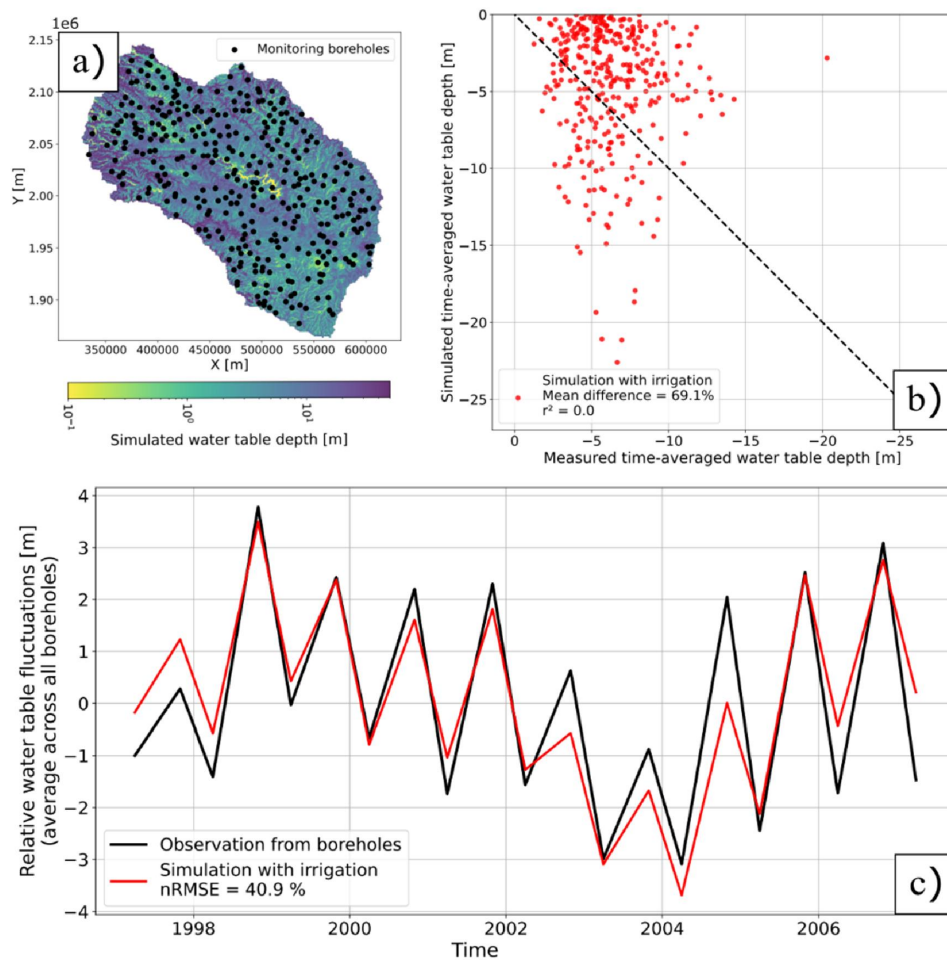 1e6
a)
Monitoring boreholes
2.15
2.10
2.05
2.00
1.95
1.90
Y [m]
350000 400000 450000 500000 550000 600000
X [m]
10⁻¹ 10⁰ 10¹
Simulated water table depth [m]
Simulated time-averaged water table depth [m]
0
−5
−10
−15
−20
−25
Simulation with irrigation
Mean difference = 69.1%
r² = 0.0
b)
0 −5 −10 −15 −20 −25
Measured time-averaged water table depth [m]
Relative water table fluctuations [m]
(average across all boreholes)
4
3
2
1
0
−1
−2
−3
−4
Observation from boreholes
Simulation with irrigation
nRMSE = 40.9 %
c)
1998 2000 2002 2004 2006
Time